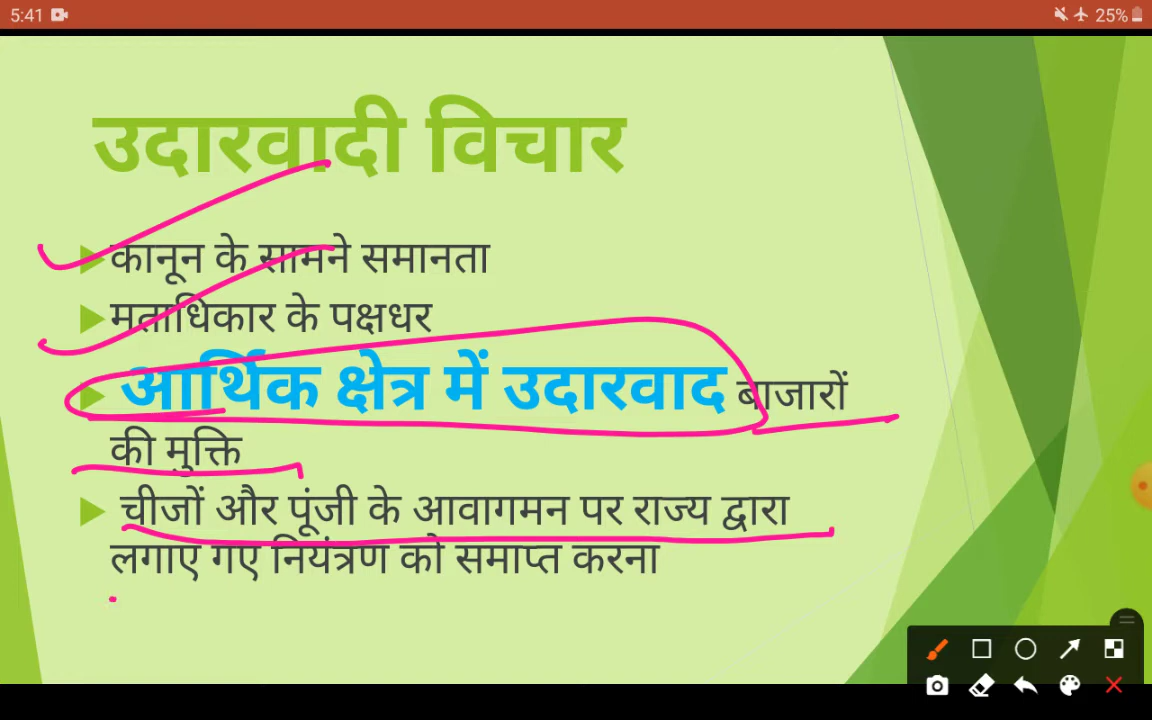 5:41
25%
उदारवादी विचार
कानून के सामने समानता
मताधिकार के पक्षधर
आर्थिक क्षेत्र में उदारवाद बाजारों
की मुक्ति
चीजों और पूंजी के आवागमन पर राज्य द्वारा
लगाए गए नियंत्रण को समाप्त करना